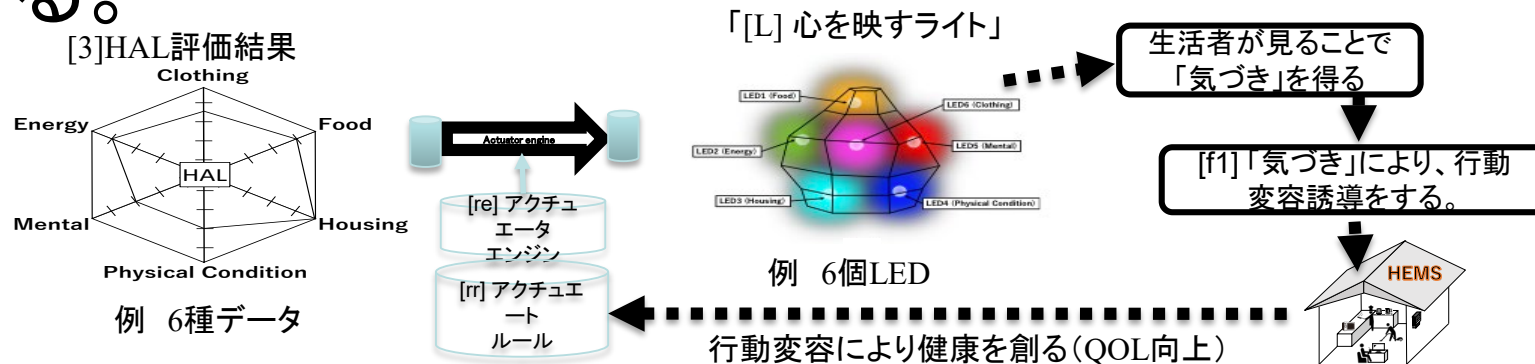 る。
[3]HAL評価結果
Clothing
Energy
Food
HAL
Mental
Housing
Physical Condition
例 6種データ
Actuator engine
[re] アクチュ
エータ
エンジン
[rr] アクチュエ
ート
ルール
「[L] 心を映すライト」
LED1 (Food)
LED6 (Clothing)
LED2 (Energy)
LED5 (Mental)
LED3 (Housing)
LED4 (Physical Condition)
例 6個LED
生活者が見ることで
「気づき」を得る
[f1]「気づき」により、行動
変容誘導をする。
HEMS
行動変容により健康を創る(QOL向上)